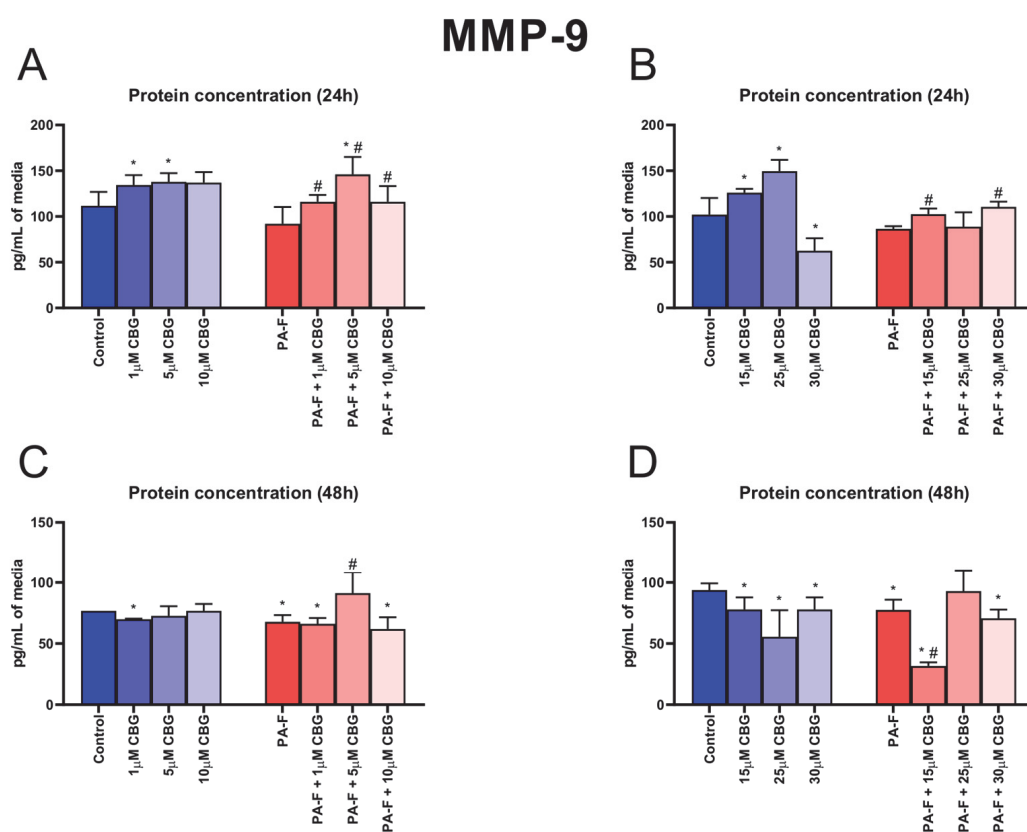 MMP-9
A
Protein concentration (24h)
pg/mL of media
200
150
100
50
0
* * * # # #
Control
1µM CBG
5µM CBG
10µM CBG
PA-F
PA-F + 1µM CBG
PA-F + 5µM CBG
PA-F + 10µM CBG
B
Protein concentration (24h)
pg/mL of media
200
150
100
50
0
* * * # #
Control
15µM CBG
25µM CBG
30µM CBG
PA-F
PA-F + 15µM CBG
PA-F + 25µM CBG
PA-F + 30µM CBG
C
Protein concentration (48h)
pg/mL of media
150
100
50
0
* * * # *
Control
1µM CBG
5µM CBG
10µM CBG
PA-F
PA-F + 1µM CBG
PA-F + 5µM CBG
PA-F + 10µM CBG
D
Protein concentration (48h)
pg/mL of media
150
100
50
0
* * * * * # *
Control
15µM CBG
25µM CBG
30µM CBG
PA-F
PA-F + 15µM CBG
PA-F + 25µM CBG
PA-F + 30µM CBG